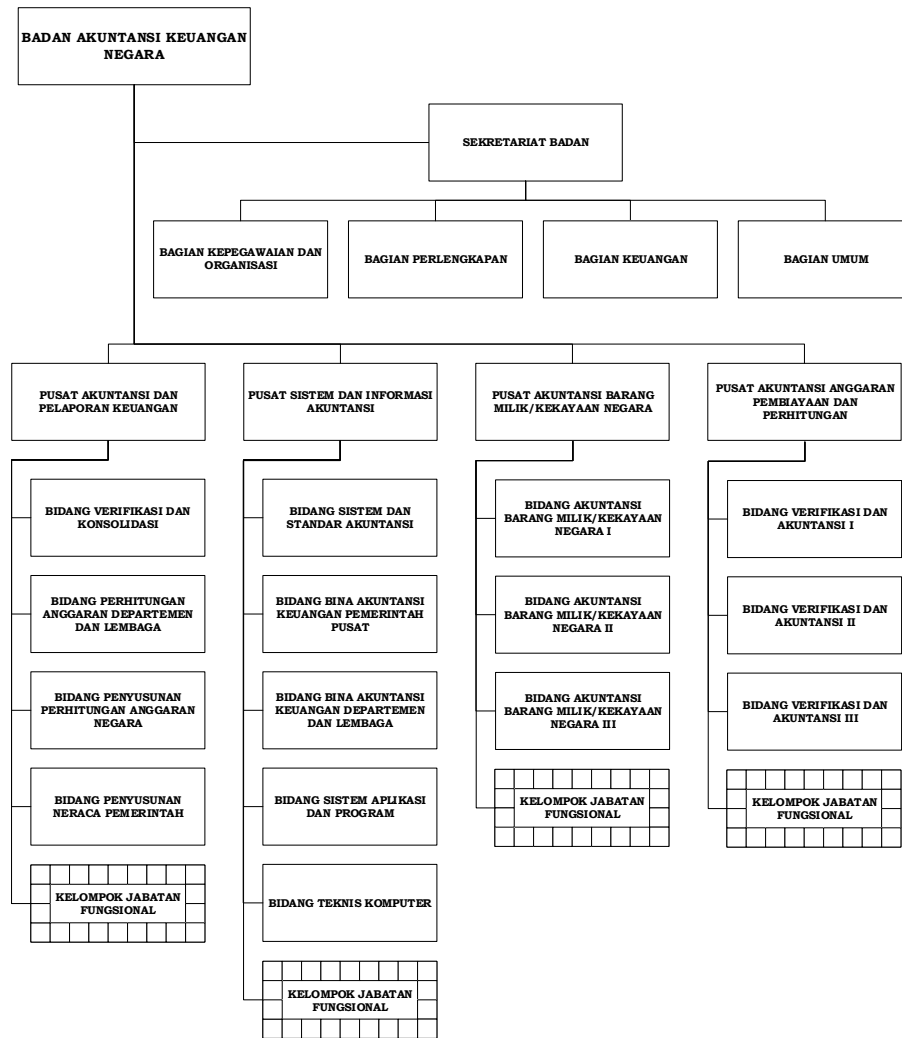 BADAN AKUNTANSI KEUANGAN
NEGARA
SEKRETARIAT BADAN
BAGIAN KEPEGAWAIAN DAN
ORGANISASI
BAGIAN PERLENGKAPAN
BAGIAN KEUANGAN
BAGIAN UMUM
PUSAT AKUNTANSI DAN
PELAPORAN KEUANGAN
PUSAT SISTEM DAN INFORMASI
AKUNTANSI
PUSAT AKUNTANSI BARANG
MILIK/KEKAYAAN NEGARA
PUSAT AKUNTANSI ANGGARAN
PEMBIAYAAN DAN
PERHITUNGAN
BIDANG VERIFIKASI DAN
KONSOLIDASI
BIDANG PERHITUNGAN
ANGGARAN DEPARTEMEN
DAN LEMBAGA
BIDANG PENYUSUNAN
PERHITUNGAN ANGGARAN
NEGARA
BIDANG PENYUSUNAN
NERACA PEMERINTAH
KELOMPOK JABATAN
FUNGSIONAL
BIDANG SISTEM DAN
STANDAR AKUNTANSI
BIDANG BINA AKUNTANSI
KEUANGAN PEMERINTAH
PUSAT
BIDANG BINA AKUNTANSI
KEUANGAN DEPARTEMEN
DAN LEMBAGA
BIDANG SISTEM APLIKASI
DAN PROGRAM
BIDANG TEKNIS KOMPUTER
KELOMPOK JABATAN
FUNGSIONAL
BIDANG AKUNTANSI
BARANG MILIK/KEKAYAAN
NEGARA I
BIDANG AKUNTANSI
BARANG MILIK/KEKAYAAN
NEGARA II
BIDANG AKUNTANSI
BARANG MILIK/KEKAYAAN
NEGARA III
KELOMPOK JABATAN
FUNGSIONAL
BIDANG VERIFIKASI DAN
AKUNTANSI I
BIDANG VERIFIKASI DAN
AKUNTANSI II
BIDANG VERIFIKASI DAN
AKUNTANSI III
KELOMPOK JABATAN
FUNGSIONAL